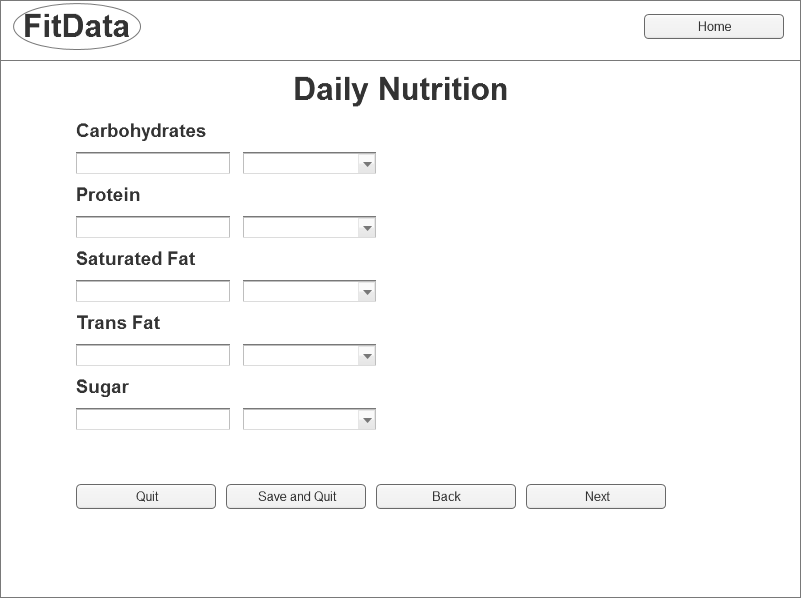 FitData
Home
Daily Nutrition
Carbohydrates
Protein
Saturated Fat
Trans Fat
Sugar
Quit
Save and Quit
Back
Next